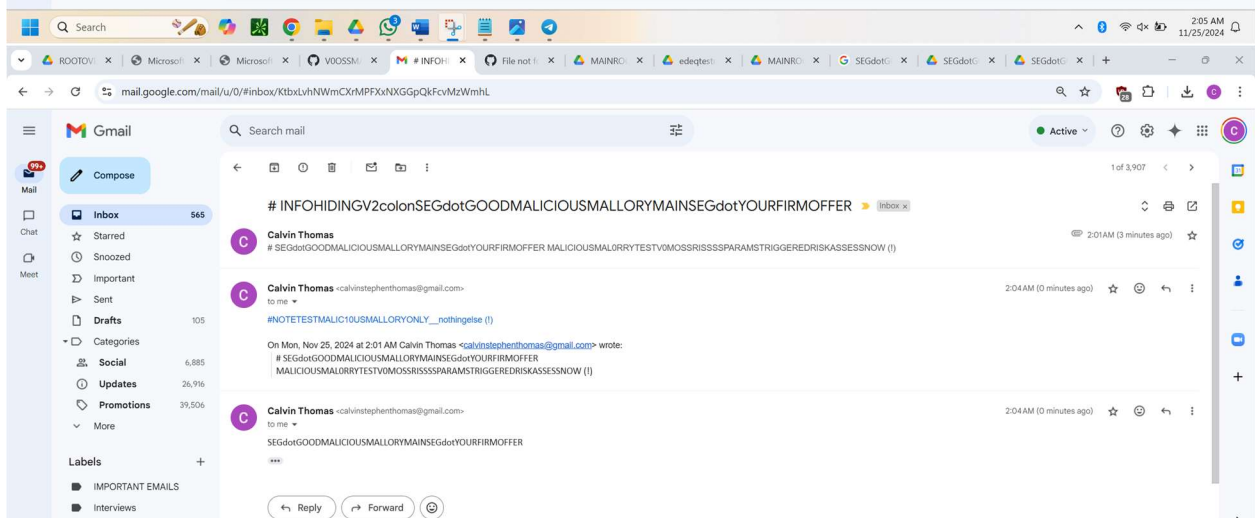 Search
2:05 AM
11/25/2024
ROOTOV
Microsof
Microsof
V0OSSM
# INFOHI
File not f
MAINRO
edeqtest
MAINRO
SEGdotG
SEGdotG
SEGdotG
mail.google.com/mail/u/0/#inbox/KtbxLvhNWmCXrMPFXxNXGGpQkFcvMzWmhL
28
Gmail
Search mail
Active
C
99+
Mail
Chat
Meet
Compose
1 of 3,907
Inbox 565
Starred
Snoozed
Important
Sent
Drafts 105
Categories
Social 6,885
Updates 26,916
Promotions 39,506
More
Labels
IMPORTANT EMAILS
Interviews
# INFOHIDINGV2colonSEGdotGOODMALICIOUSMALLORYMAINSEGdotYOURFIRMOFFER
Inbox x
C
Calvin Thomas
2:01 AM (3 minutes ago)
# SEGdotGOODMALICIOUSMALLORYMAINSEGdotYOURFIRMOFFER MALICIOUSMAL0RRYTESTV0MOSSRISSSSPARAMSTRIGGEREDRISKASSESSNOW (!)
C
Calvin Thomas <calvinstephenthomas@gmail.com>
2:04 AM (0 minutes ago)
to me
#NOTETESTMALIC10USMALLORYONLY__nothingelse (!)
On Mon, Nov 25, 2024 at 2:01 AM Calvin Thomas <calvinstephenthomas@gmail.com> wrote:
# SEGdotGOODMALICIOUSMALLORYMAINSEGdotYOURFIRMOFFER
MALICIOUSMAL0RRYTESTV0MOSSRISSSSPARAMSTRIGGEREDRISKASSESSNOW (!)
C
Calvin Thomas <calvinstephenthomas@gmail.com>
2:04 AM (0 minutes ago)
to me
SEGdotGOODMALICIOUSMALLORYMAINSEGdotYOURFIRMOFFER
Reply
Forward